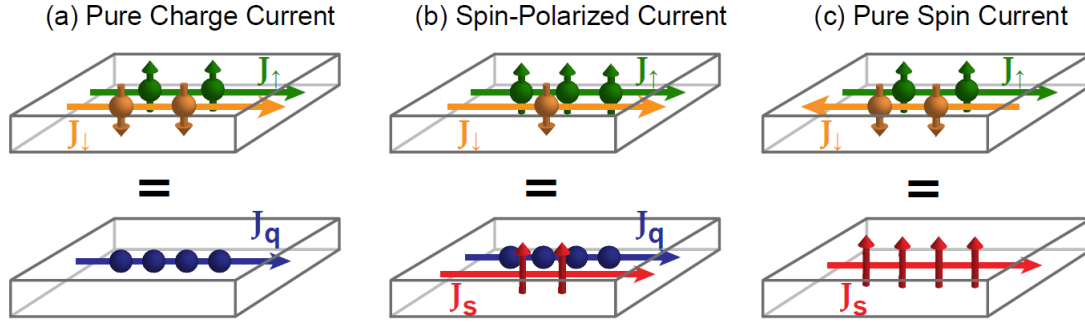 (a) Pure Charge Current
(b) Spin-Polarized Current
(c) Pure Spin Current
J↑
J↓
J↑
J↓
J↑
J↓
=
=
=
Jq
Jq
Js
Js